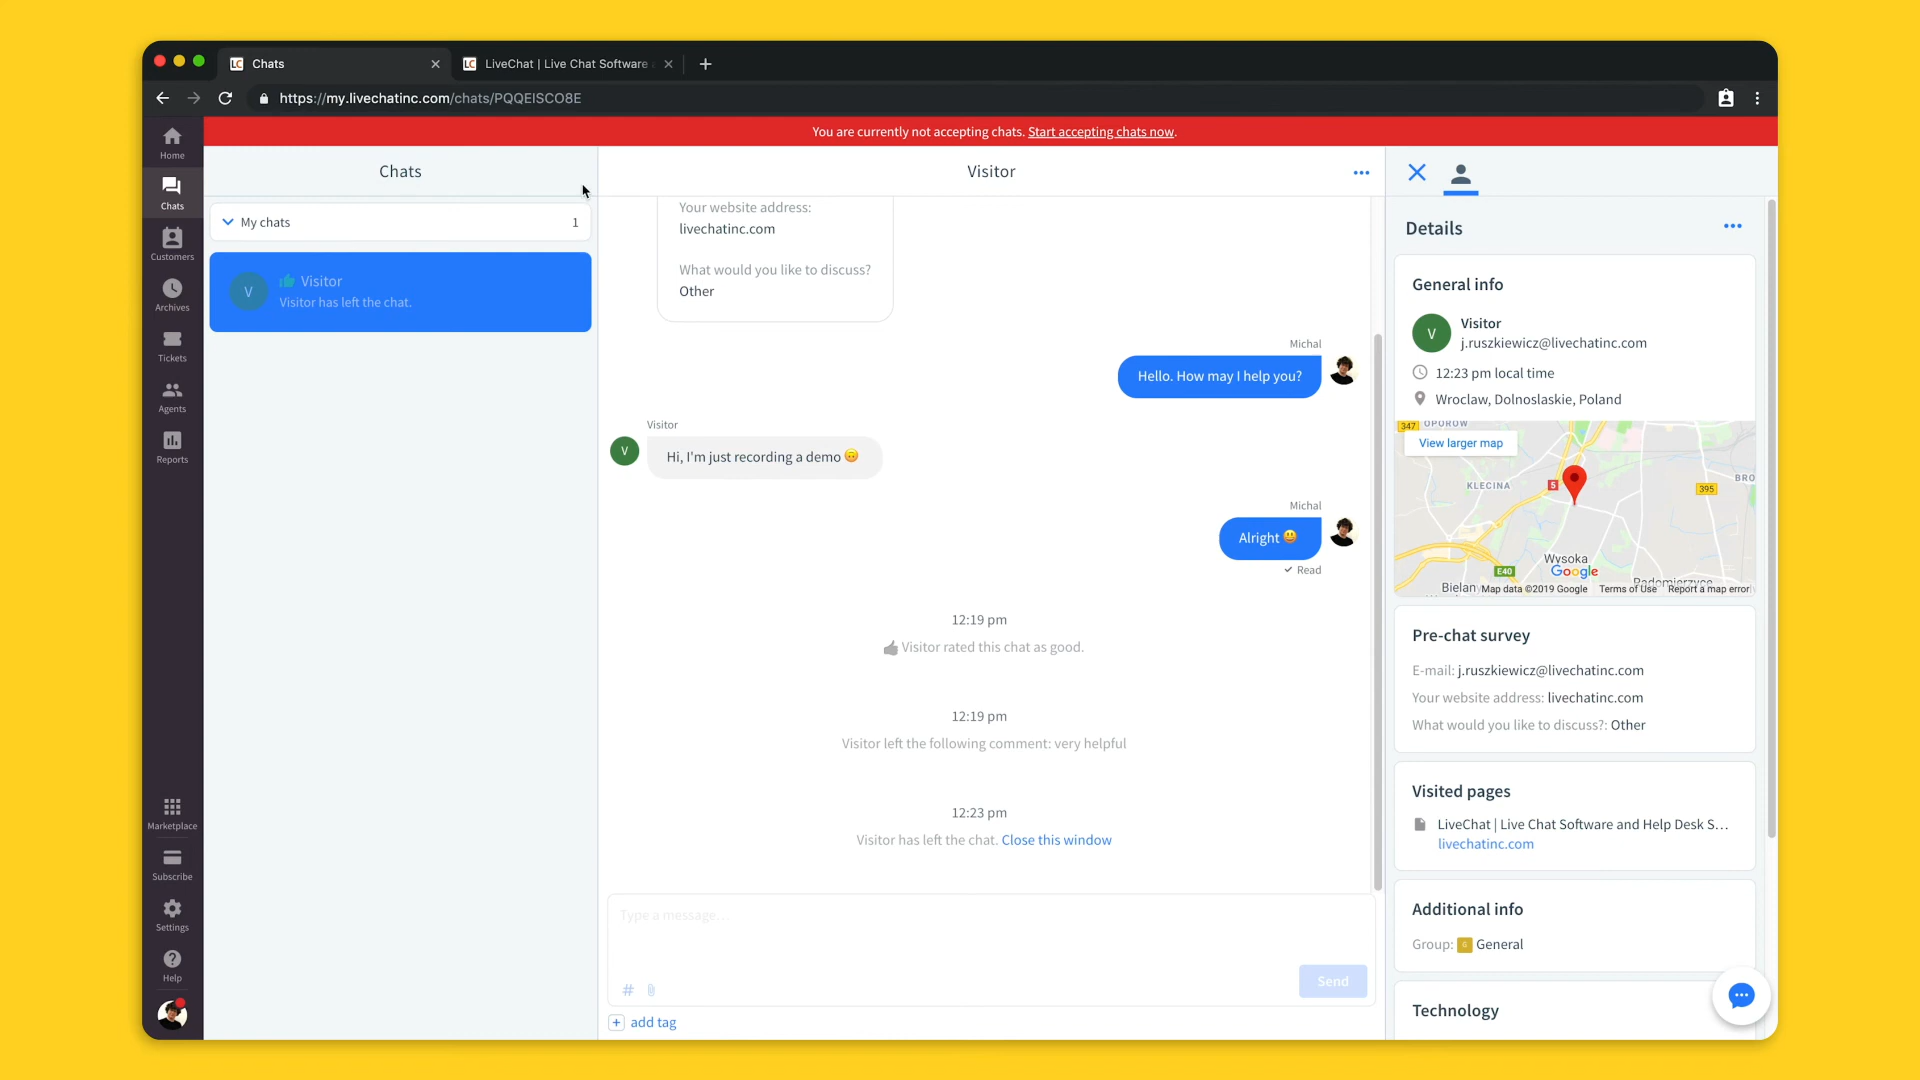 Chats
LiveChat | Live Chat Software
https://my.livechatinc.com/chats/PQQEISCO8E
You are currently not accepting chats. Start accepting chats now.
Home
Chats
Customers
Archives
Tickets
Agents
Reports
Marketplace
Subscribe
Settings
Help
Chats
My chats 1
V
Visitor
Visitor has left the chat.
Visitor
Your website address:
livechatinc.com
What would you like to discuss?
Other
Michal
Hello. How may I help you?
Visitor
V
Hi, I'm just recording a demo 🙃
Michal
Alright 😃
✓ Read
12:19 pm
Visitor rated this chat as good.
12:19 pm
Visitor left the following comment: very helpful
12:23 pm
Visitor has left the chat. Close this window
Type a message...
#
Send
+ add tag
Details
General info
V
Visitor
j.ruszkiewicz@livechatinc.com
12:23 pm local time
Wroclaw, Dolnoslaskie, Poland
347
OPORÓW
View larger map
KLECINA
5
395
BRO
Wysoka
E40
Google
Bielany
Radomierzyce
Map data ©2019 Google Terms of Use Report a map error
Pre-chat survey
E-mail: j.ruszkiewicz@livechatinc.com
Your website address: livechatinc.com
What would you like to discuss?: Other
Visited pages
LiveChat | Live Chat Software and Help Desk S...
livechatinc.com
Additional info
Group: G General
Technology